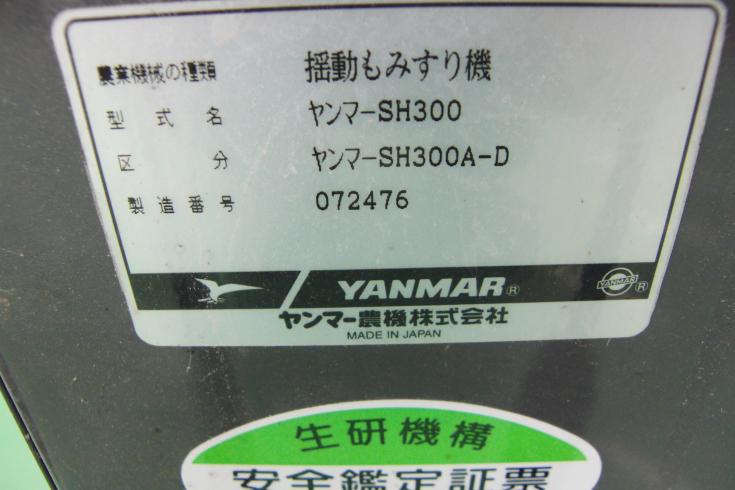 農業機械の種類 揺動もみすり機
型式名 ヤンマーSH300
区分 ヤンマーSH300A-D
製造番号 072476
YANMAR® YANMAR ®
ヤンマー農機株式会社
MADE IN JAPAN
生研機構
安全鑑定証票